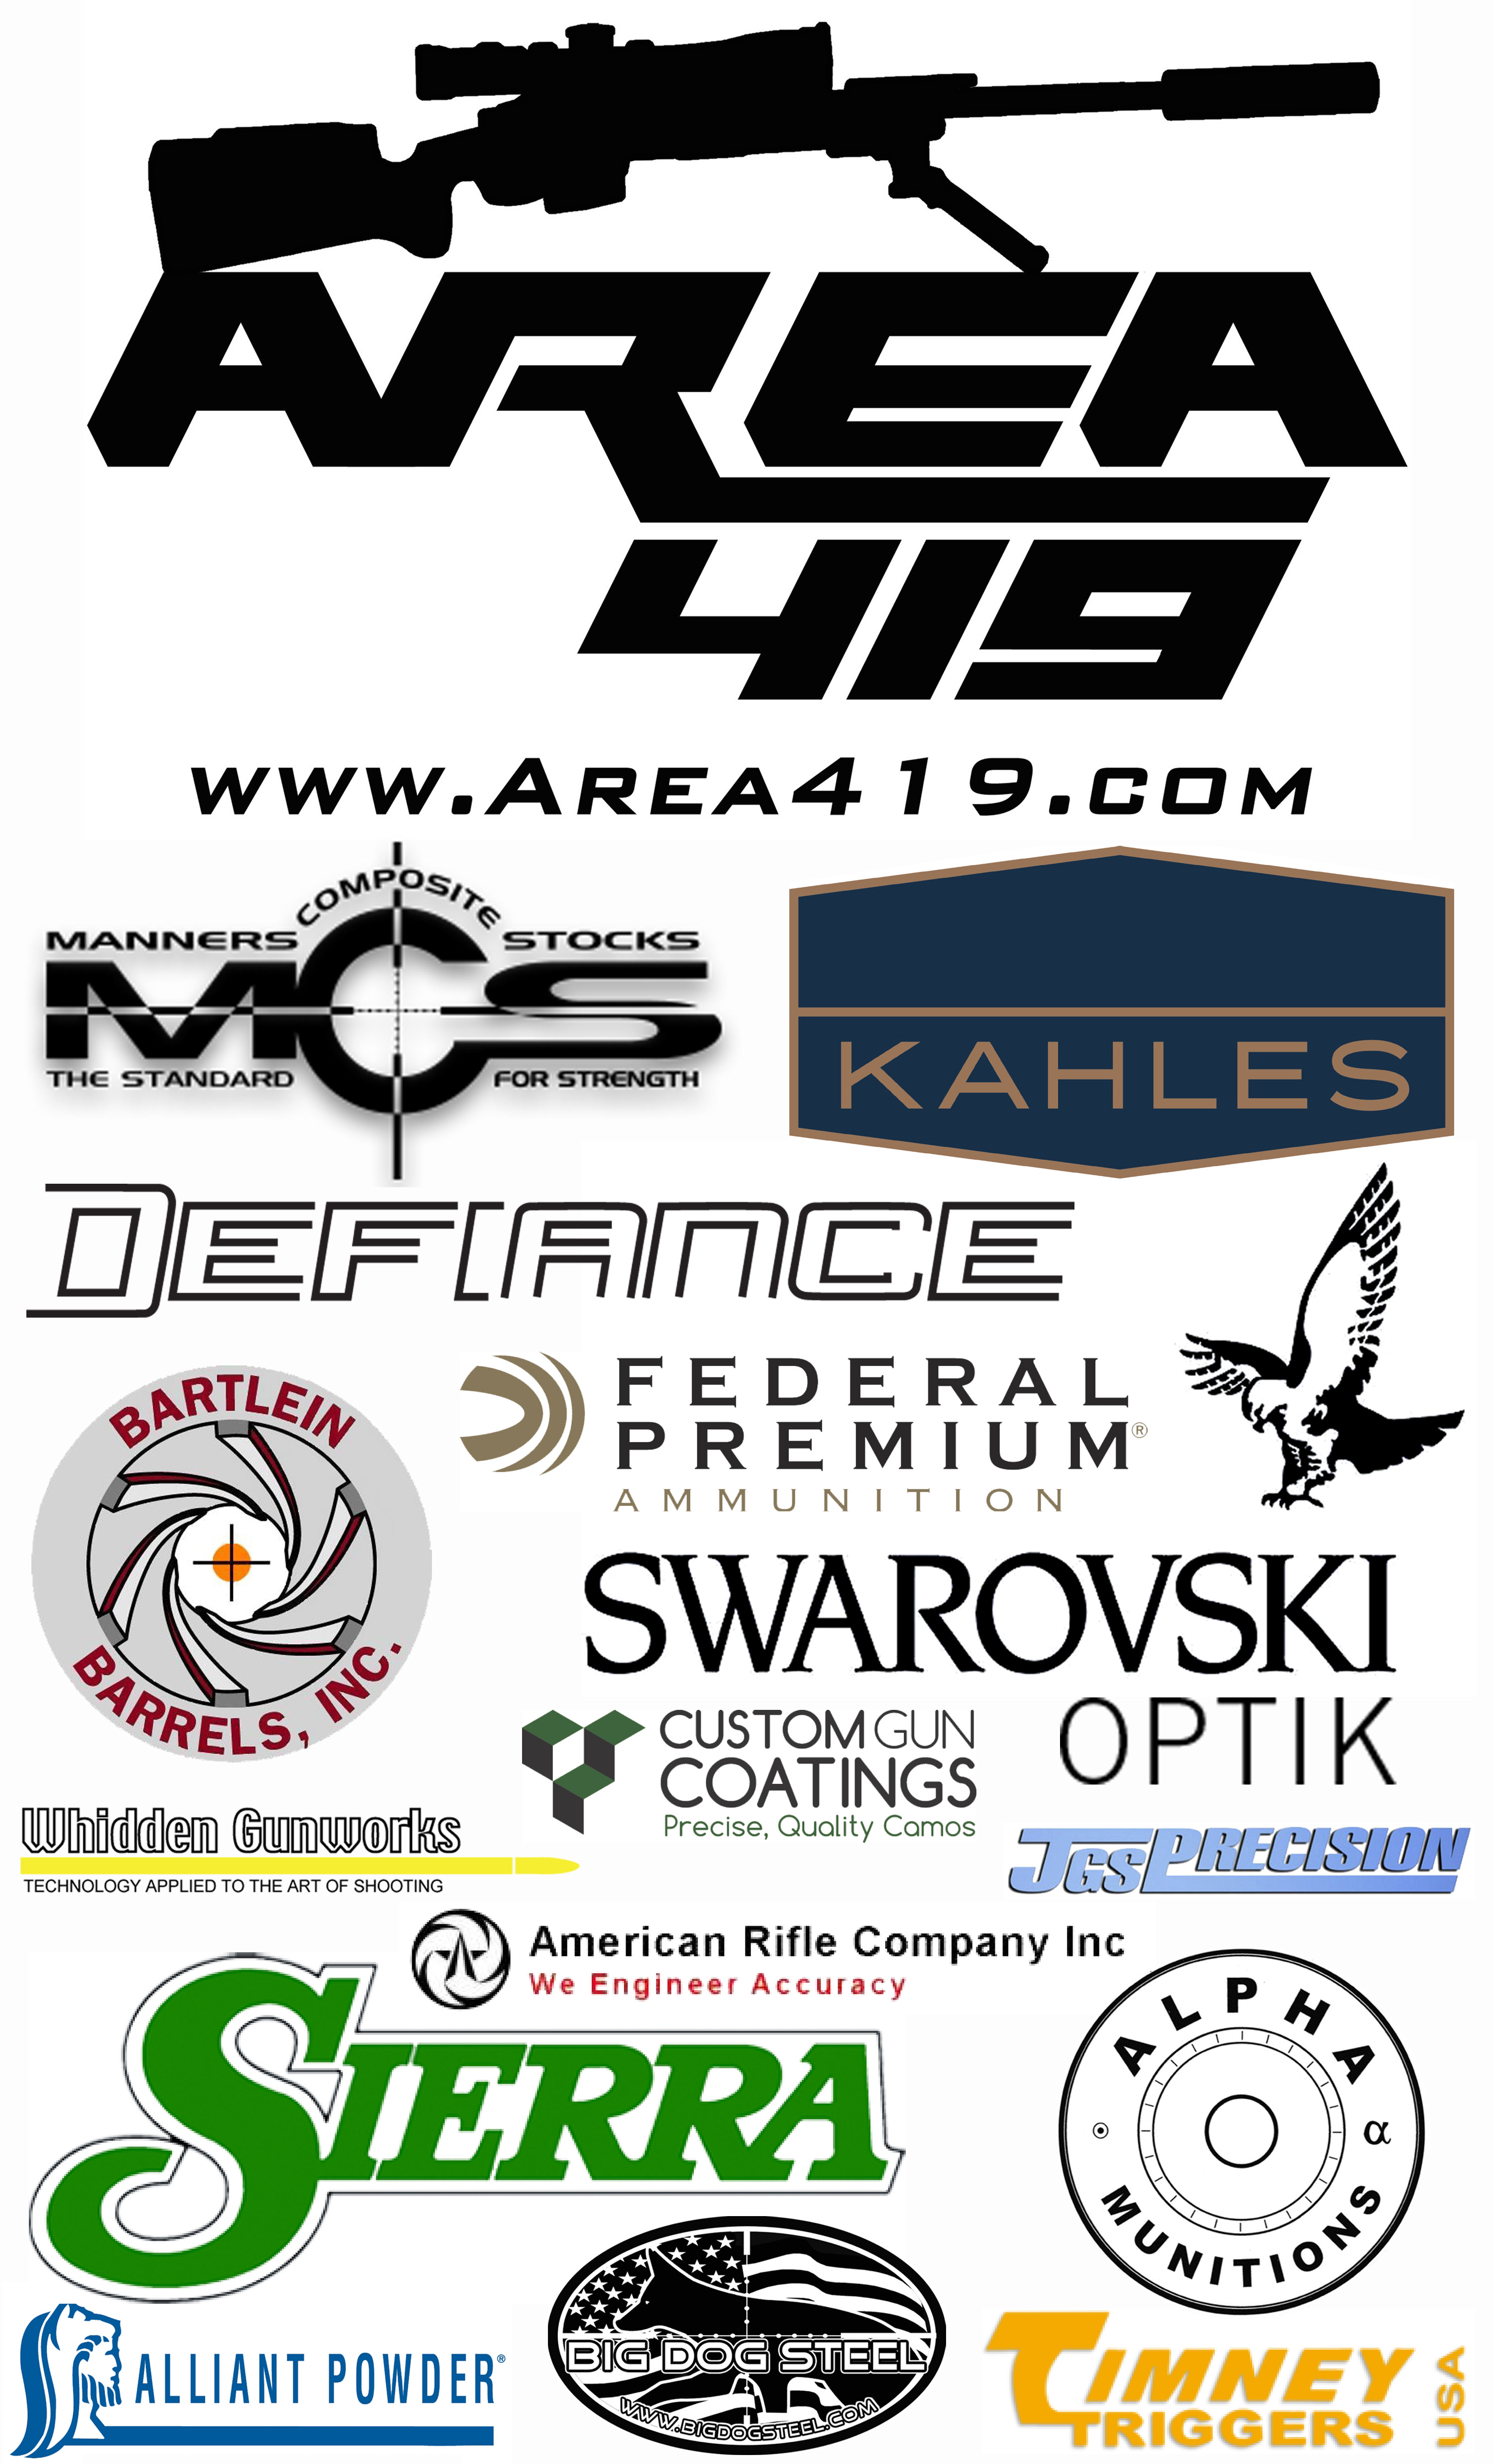 AREA
419
www.Area419.com
COMPOSITE
MANNERS STOCKS
MCS
THE STANDARD FOR STRENGTH
KAHLES
DEFIANCE
FEDERAL
PREMIUM®
AMMUNITION
BARTLEIN
BARRELS, INC.
SWAROVSKI
OPTIK
CUSTOM GUN
COATINGS
Precise, Quality Camos
Whidden Gunworks
TECHNOLOGY APPLIED TO THE ART OF SHOOTING
JGS PRECISION
American Rifle Company Inc
We Engineer Accuracy
SIERRA
ALPHA
α
MUNITIONS
BIG DOG STEEL
WWW.BIGDOGSTEEL.COM
ALLIANT POWDER®
TIMNEY
TRIGGERS
USA